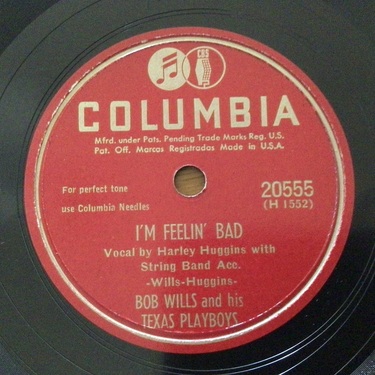 CBS
COLUMBIA
Mfrd. under Pats. Pending Trade Marks Reg. U.S.
Pat. Off. Marcas Registradas Made in U.S.A.
For perfect tone
use Columbia Needles
20555
(H 1552)
I'M FEELIN' BAD
Vocal by Harley Huggins with
String Band Acc.
-Wills-Huggins-
BOB WILLS and his
TEXAS PLAYBOYS